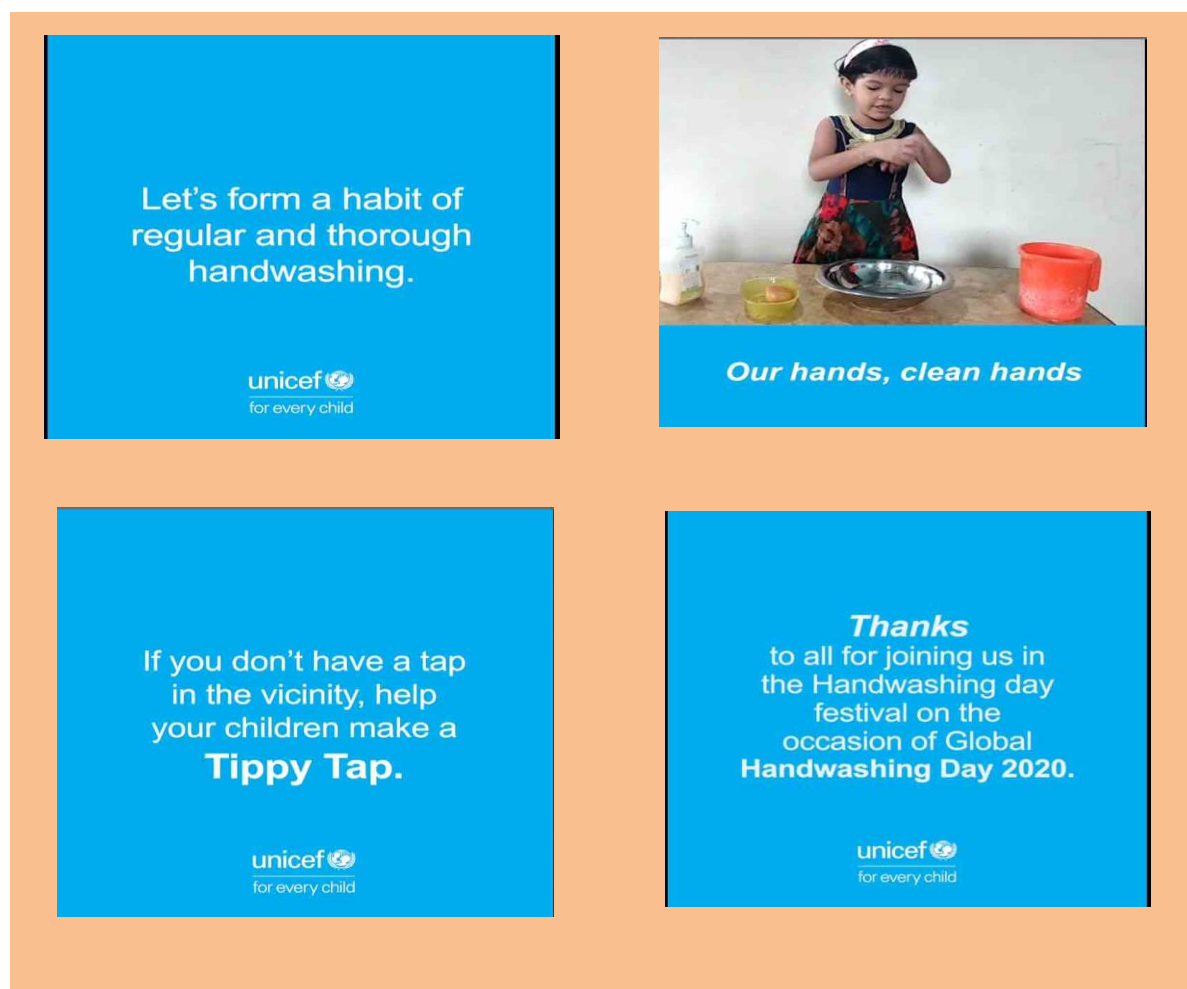 Let's form a habit of
regular and thorough
handwashing.
unicef
for every child
Our hands, clean hands
If you don't have a tap
in the vicinity, help
your children make a
Tippy Tap.
unicef
for every child
Thanks
to all for joining us in
the Handwashing day
festival on the
occasion of Global
Handwashing Day 2020.
unicef
for every child